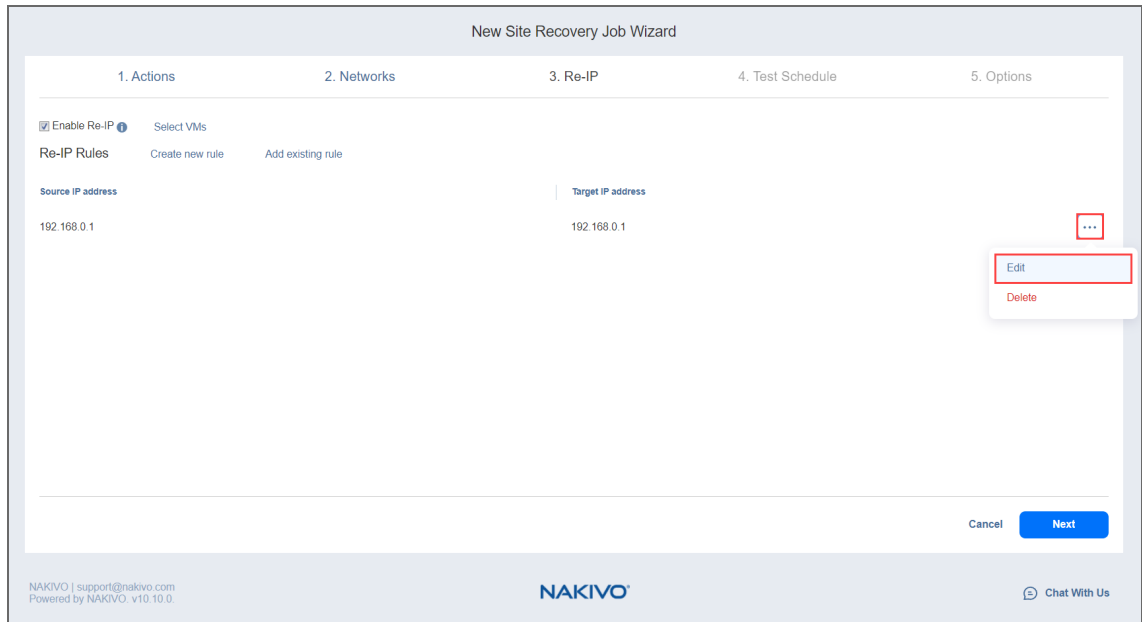 New Site Recovery Job Wizard
1. Actions 2. Networks 3. Re-IP 4. Test Schedule 5. Options
Enable Re-IP Select VMs
Re-IP Rules Create new rule Add existing rule
Source IP address Target IP address
192.168.0.1 192.168.0.1
Edit
Delete
Cancel Next
NAKIVO | support@nakivo.com
Powered by NAKIVO. v10.10.0.
NAKIVO®
Chat With Us